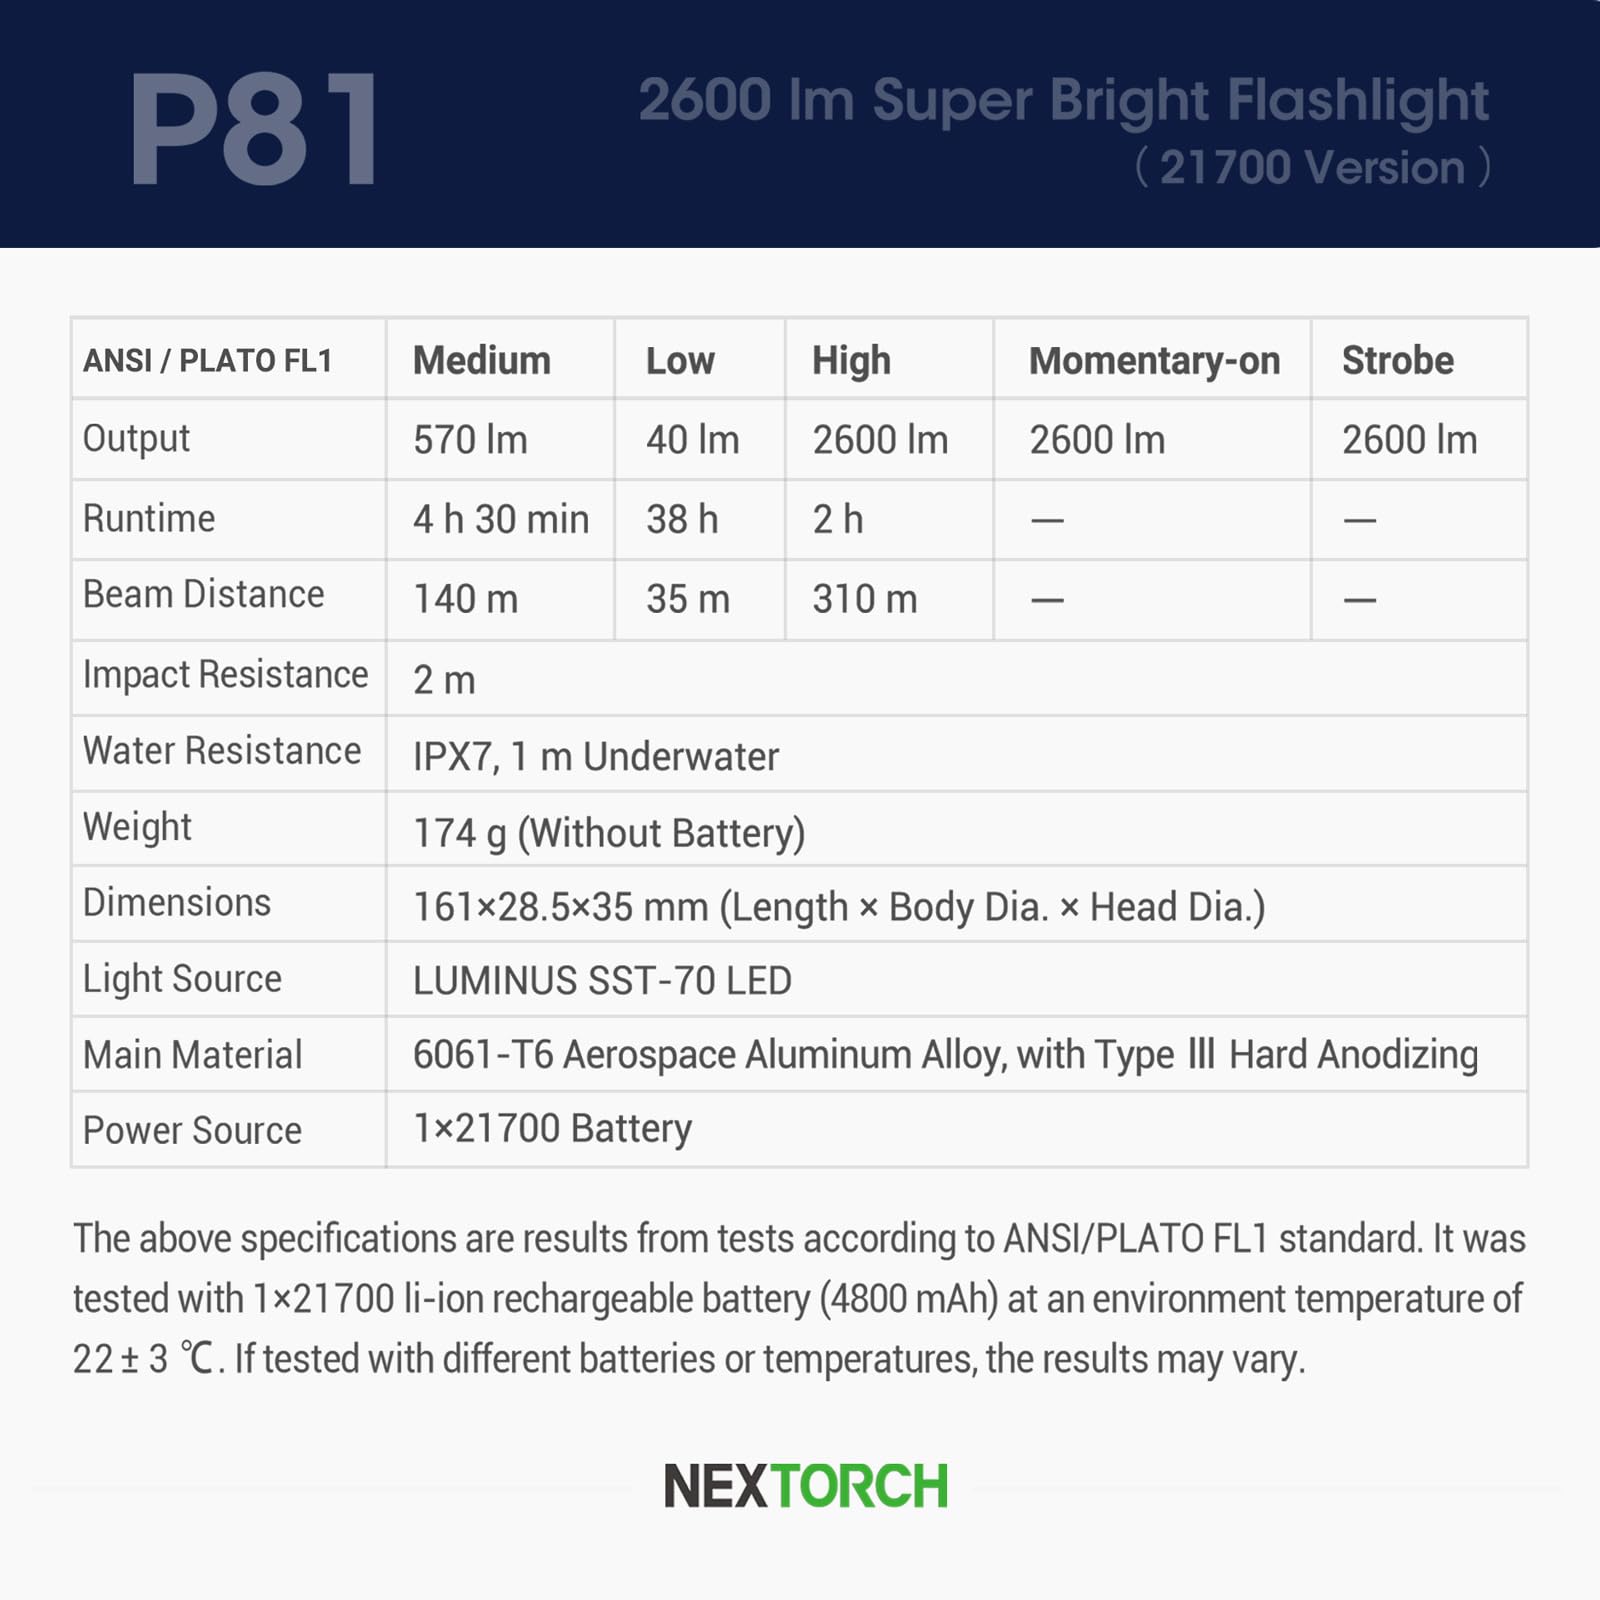 P81
2600 lm Super Bright Flashlight
( 21700 Version )
ANSI / PLATO FL1 Medium Low High Momentary-on Strobe
Output 570 lm 40 lm 2600 lm 2600 lm 2600 lm
Runtime 4 h 30 min 38 h 2 h — —
Beam Distance 140 m 35 m 310 m — —
Impact Resistance 2 m
Water Resistance IPX7, 1 m Underwater
Weight 174 g (Without Battery)
Dimensions 161×28.5×35 mm (Length × Body Dia. × Head Dia.)
Light Source LUMINUS SST-70 LED
Main Material 6061-T6 Aerospace Aluminum Alloy, with Type Ⅲ Hard Anodizing
Power Source 1×21700 Battery
The above specifications are results from tests according to ANSI/PLATO FL1 standard. It was
tested with 1×21700 li-ion rechargeable battery (4800 mAh) at an environment temperature of
22 ± 3 ℃. If tested with different batteries or temperatures, the results may vary.
NEXTORCH